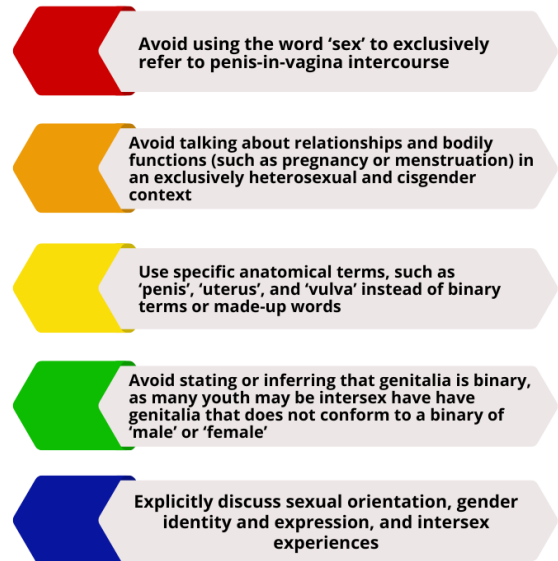 Avoid using the word ‘sex’ to exclusively
refer to penis-in-vagina intercourse
Avoid talking about relationships and bodily
functions (such as pregnancy or menstruation) in
an exclusively heterosexual and cisgender
context
Use specific anatomical terms, such as
‘penis’, ‘uterus’, and ‘vulva’ instead of binary
terms or made-up words
Avoid stating or inferring that genitalia is binary,
as many youth may be intersex have have
genitalia that does not conform to a binary of
‘male’ or ‘female’
Explicitly discuss sexual orientation, gender
identity and expression, and intersex
experiences